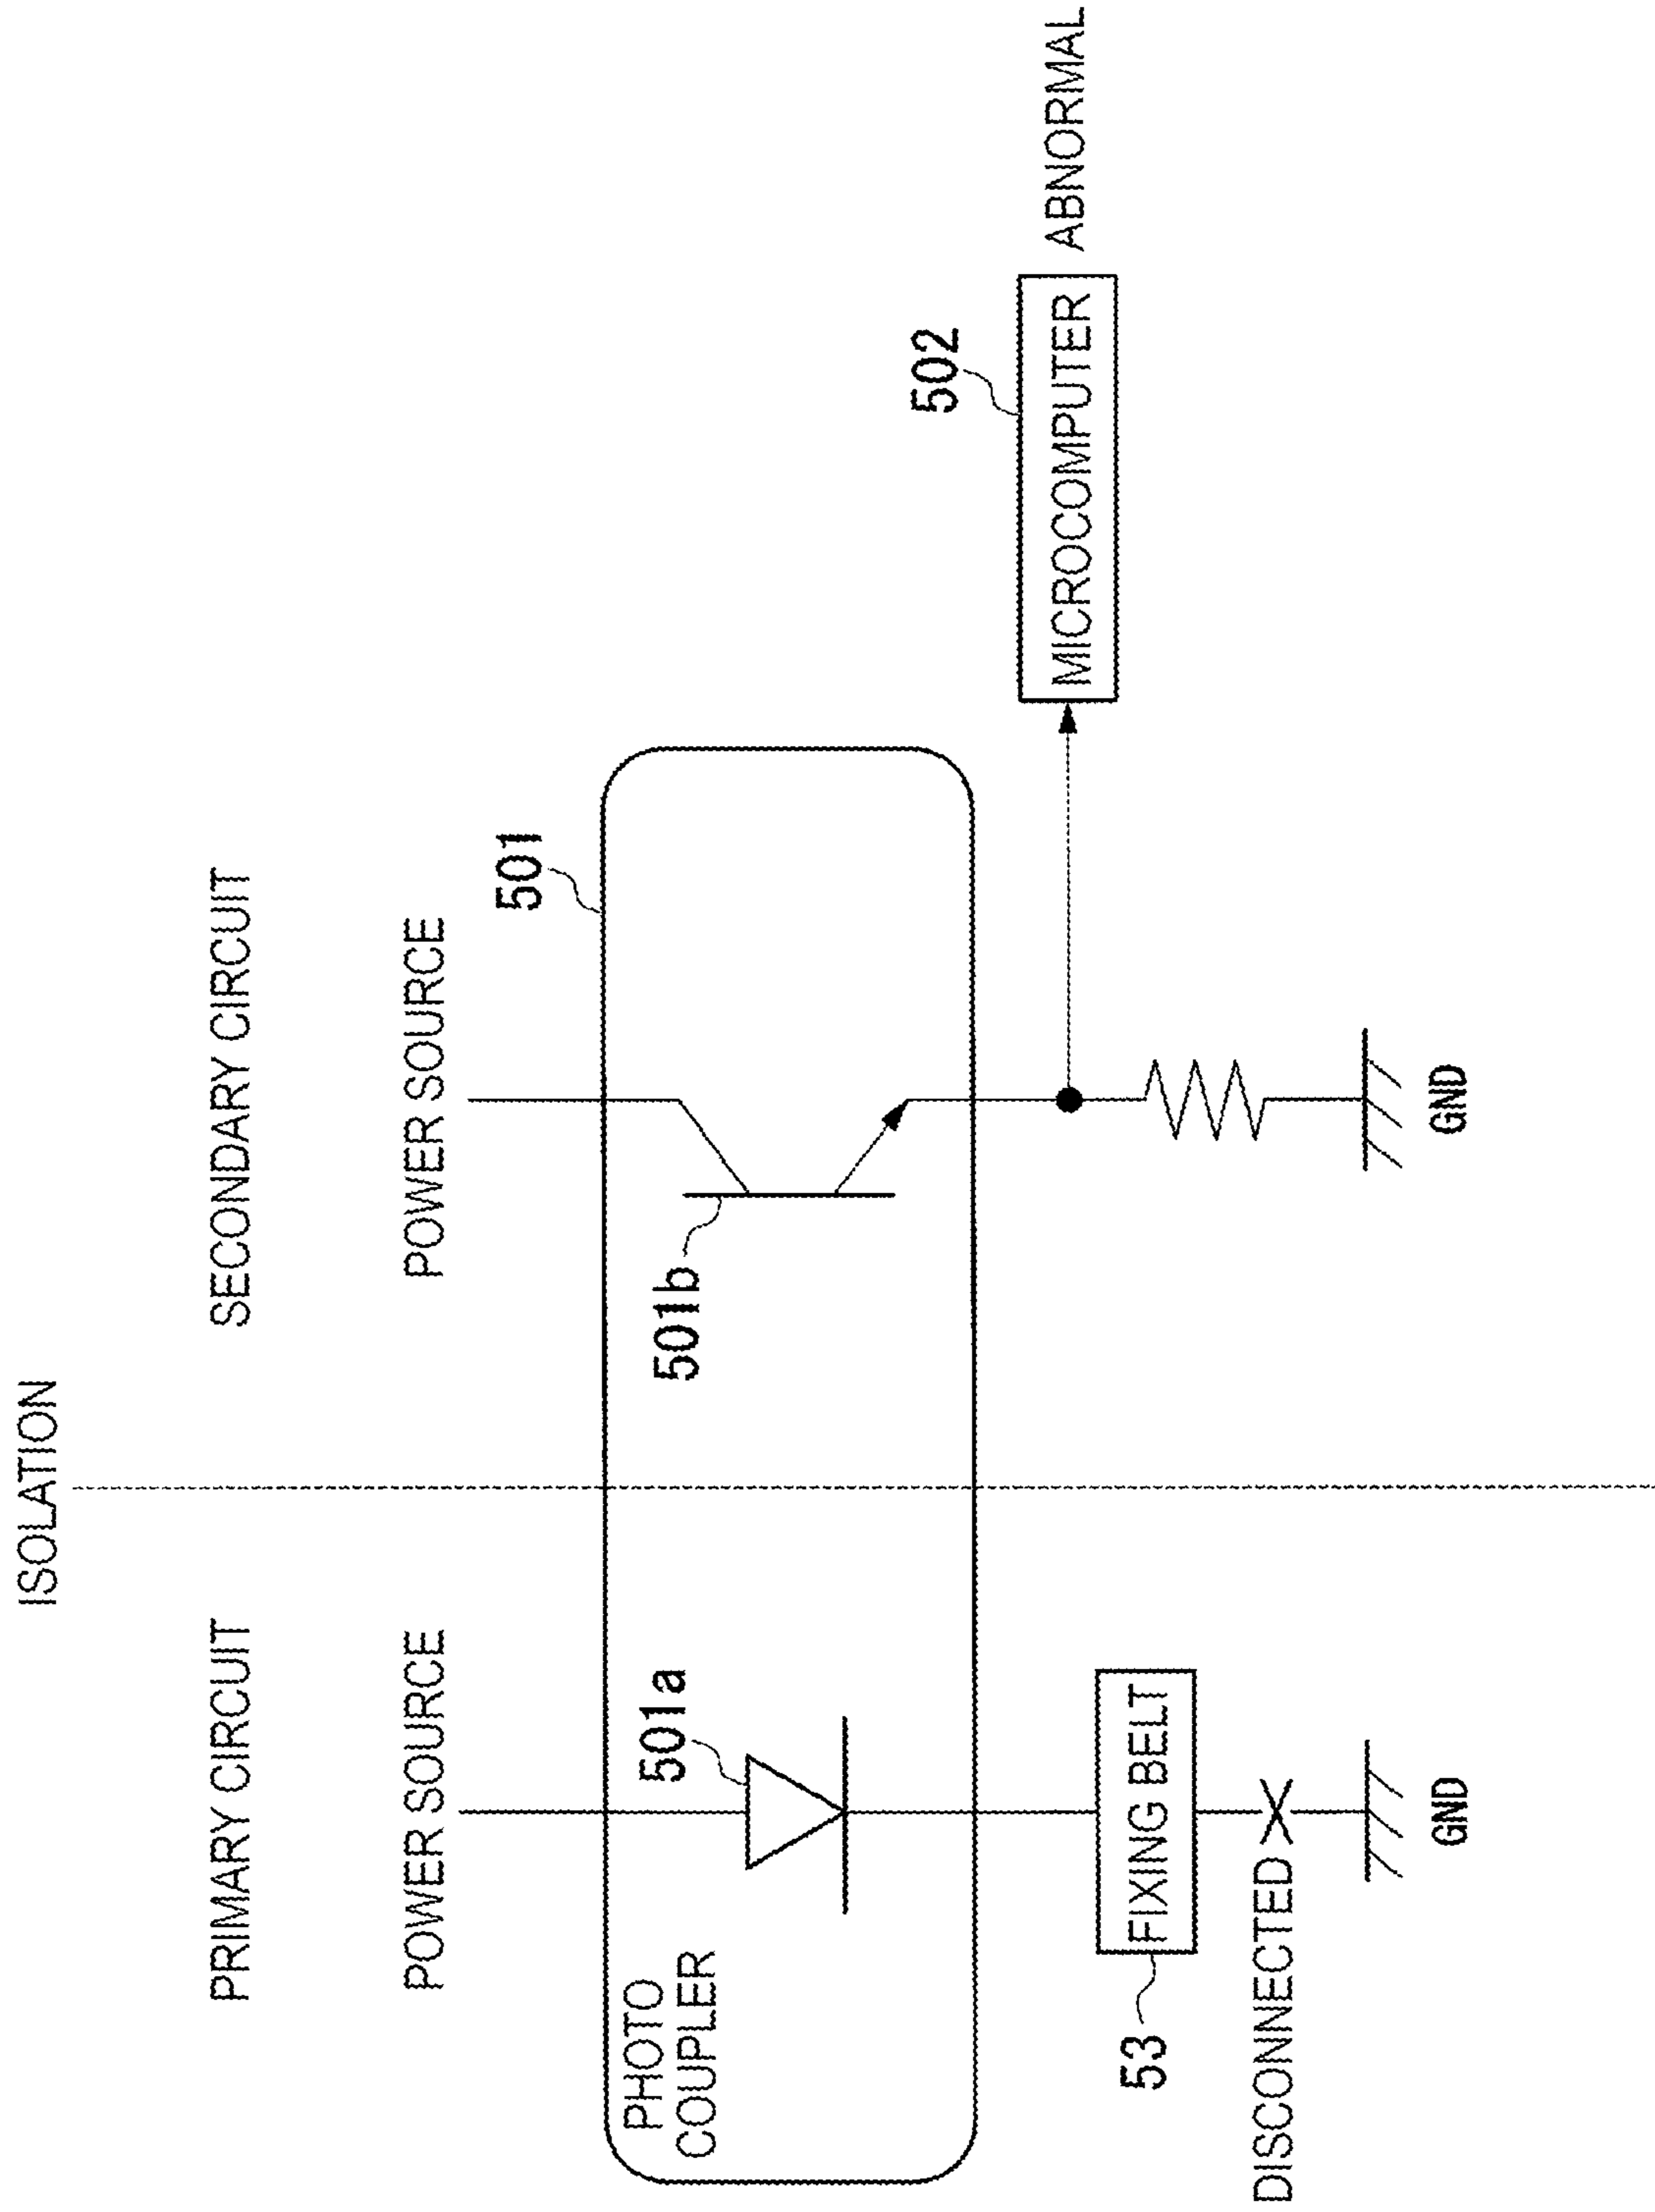 ISOLATION
PRIMARY CIRCUIT
SECONDARY CIRCUIT
POWER SOURCE
POWER SOURCE
501
PHOTO
COUPLER
501a
501b
502
MICROCOMPUTER
ABNORMAL
53
FIXING BELT
DISCONNECTED
GND
GND